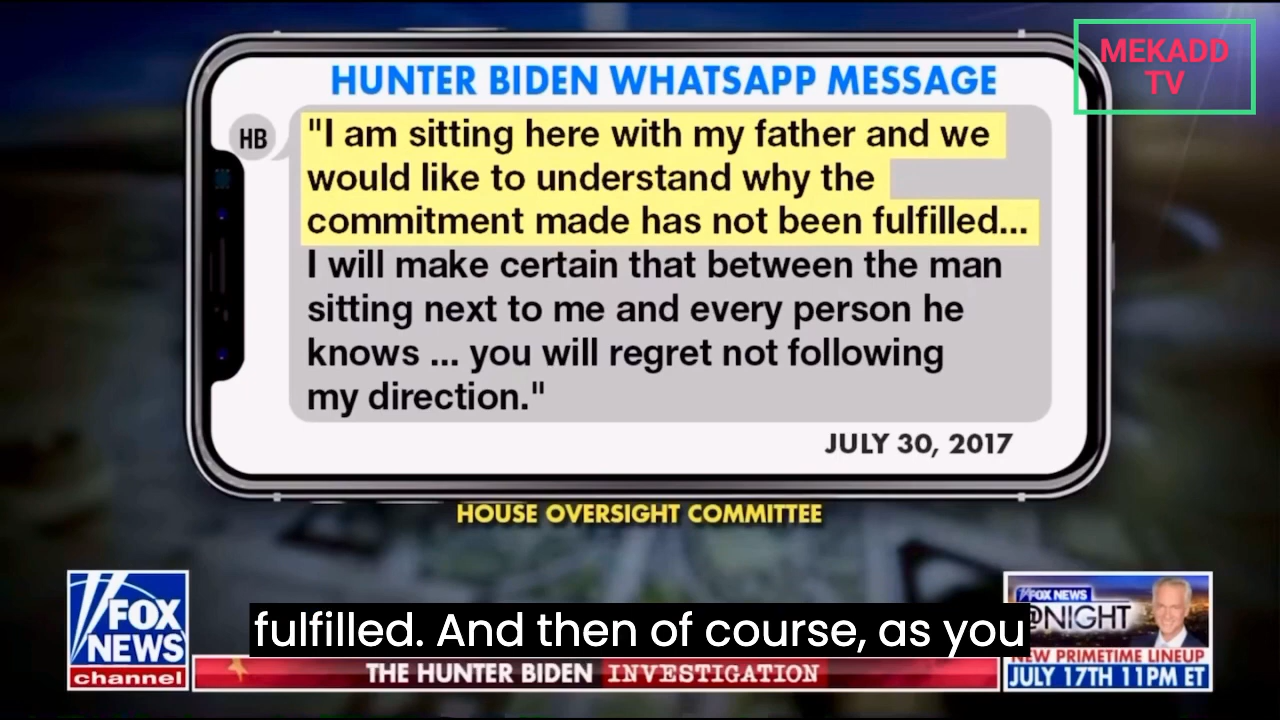 MEKADD
TV
HUNTER BIDEN WHATSAPP MESSAGE
HB
"I am sitting here with my father and we
would like to understand why the
commitment made has not been fulfilled...
I will make certain that between the man
sitting next to me and every person he
knows ... you will regret not following
my direction."
JULY 30, 2017
HOUSE OVERSIGHT COMMITTEE
FOX
NEWS
channel
fulfilled. And then of course, as you
THE HUNTER BIDEN INVESTIGATION
FOX NEWS
@NIGHT
NEW PRIMETIME LINEUP
JULY 17TH 11PM ET